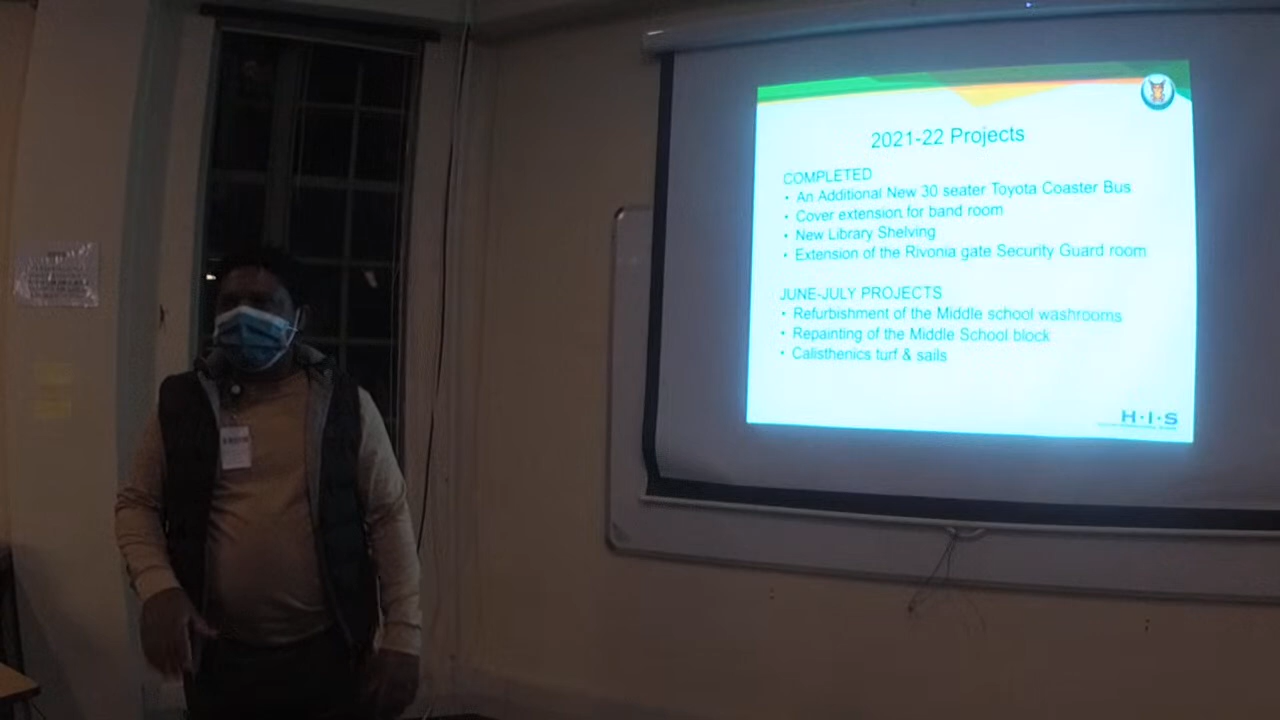 2021-22 Projects
COMPLETED
• An Additional New 30 seater Toyota Coaster Bus
• Cover extension for band room
• New Library Shelving
• Extension of the Rivonia gate Security Guard room
JUNE-JULY PROJECTS
• Refurbishment of the Middle school washrooms
• Repainting of the Middle School block
• Calisthenics turf & sails
H·I·S